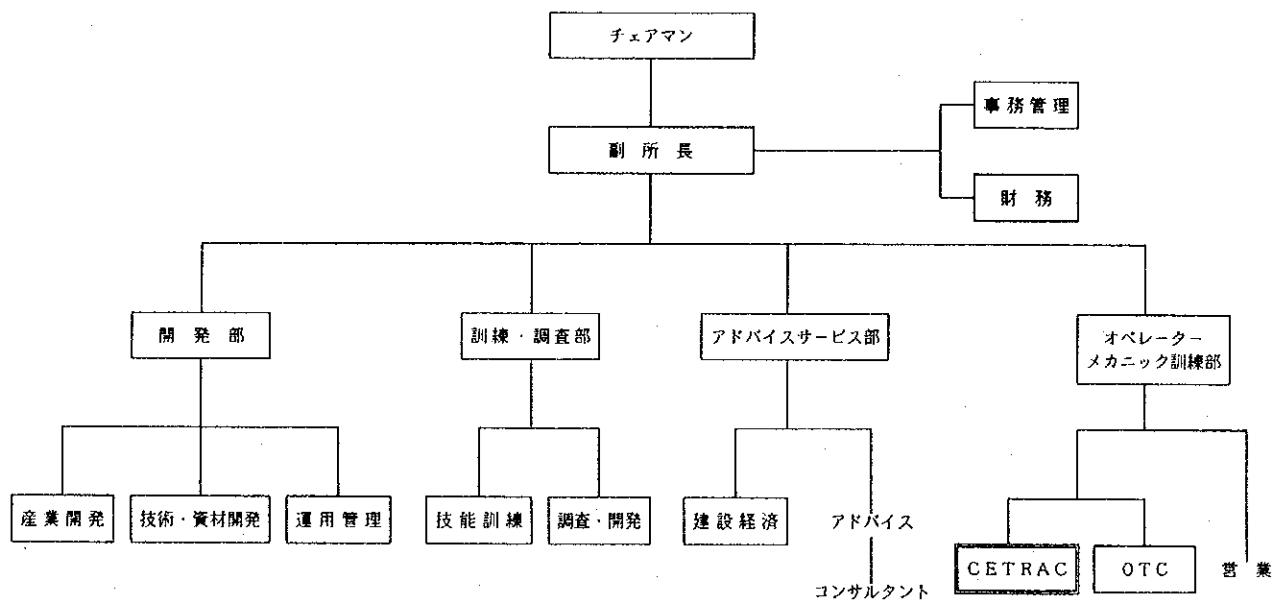 チェアマン
事務管理
副所長
財務
開発部
訓練・調査部
アドバイスサービス部
オペレーター
メカニック訓練部
産業開発
技術・資材開発
運用管理
技能訓練
調査・開発
建設経済
アドバイス
コンサルタント
CETRAC
OTC
営業